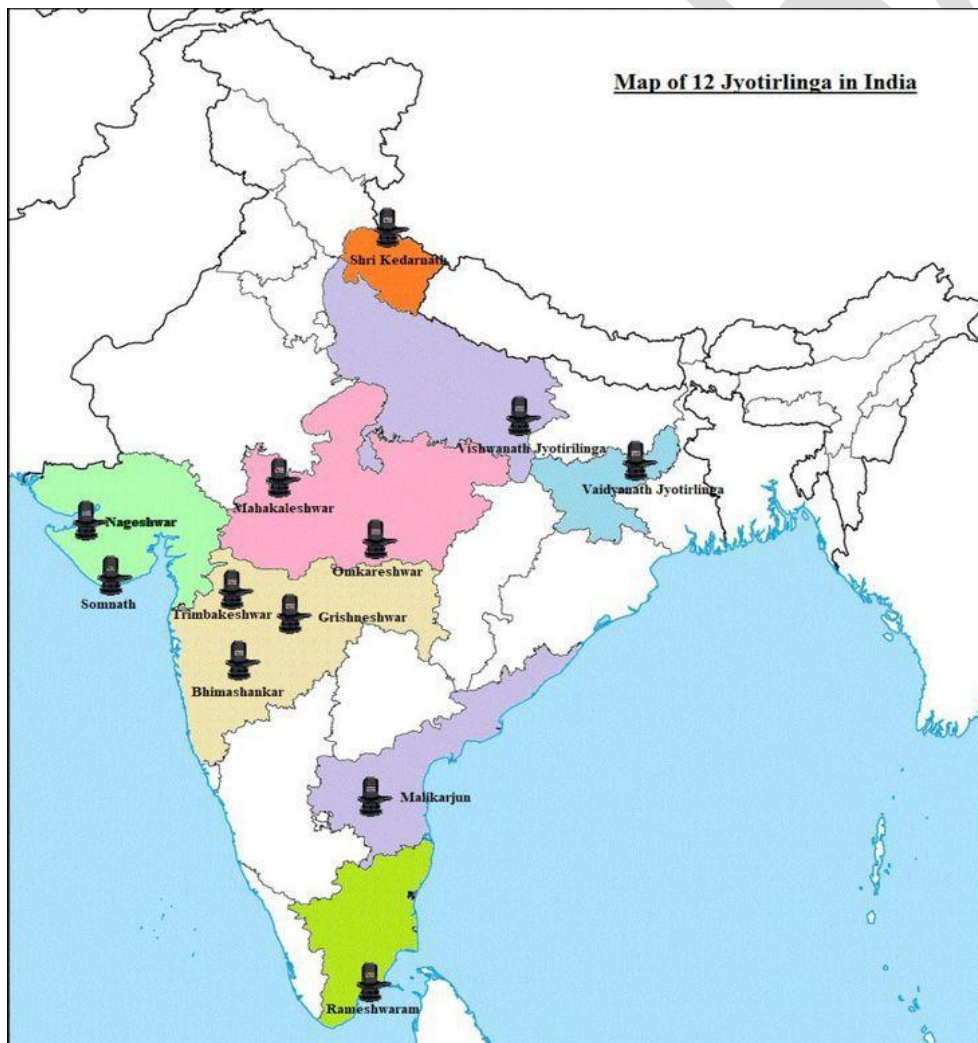 Map of 12 Jyotirlinga in India
Shri Kedarnath
Vishwanath Jyotirilinga
Vaidyanath Jyotirlinga
Mahakaleshwar
Nageshwar
Omkareshwar
Somnath
Trimbakeshwar
Grishneshwar
Bhimashankar
Malikarjun
Rameshwaram